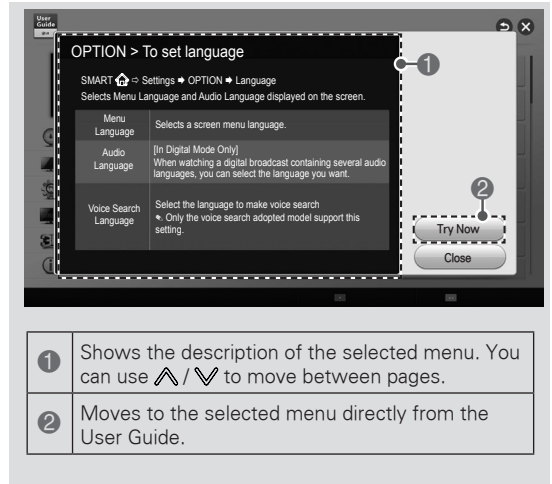 User
Guide
OPTION > To set language
SMART ⇨ Settings ➡ OPTION ➡ Language
Selects Menu Language and Audio Language displayed on the screen.
Menu
Language
Selects a screen menu language.
Audio
Language
[In Digital Mode Only]
When watching a digital broadcast containing several audio
languages, you can select the language you want.
Voice Search
Language
Select the language to make voice search
. Only the voice search adopted model support this
setting.
1
2
Try Now
Close
1 Shows the description of the selected menu. You
can use / to move between pages.
2 Moves to the selected menu directly from the
User Guide.